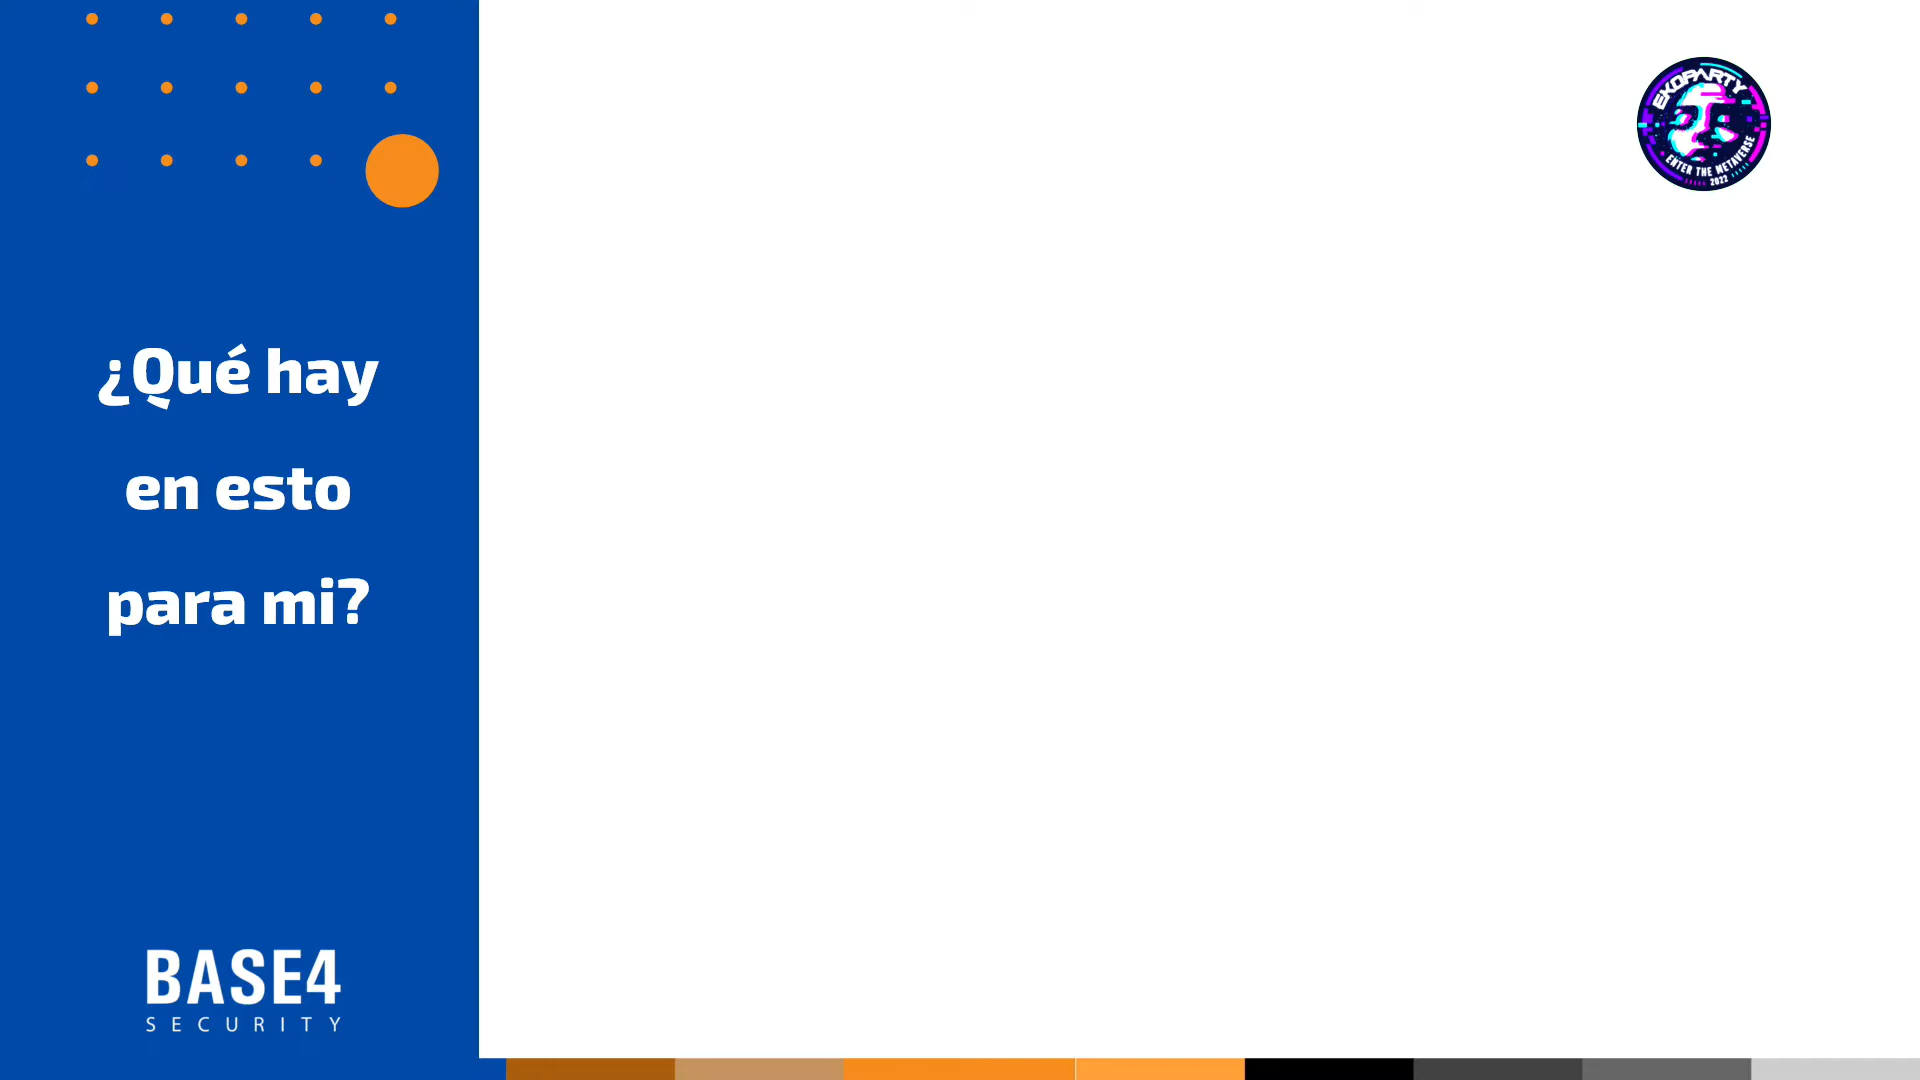 EKOPARTY
ENTER THE METAVERSE
2022
¿Qué hay
en esto
para mi?
BASE4
SECURITY